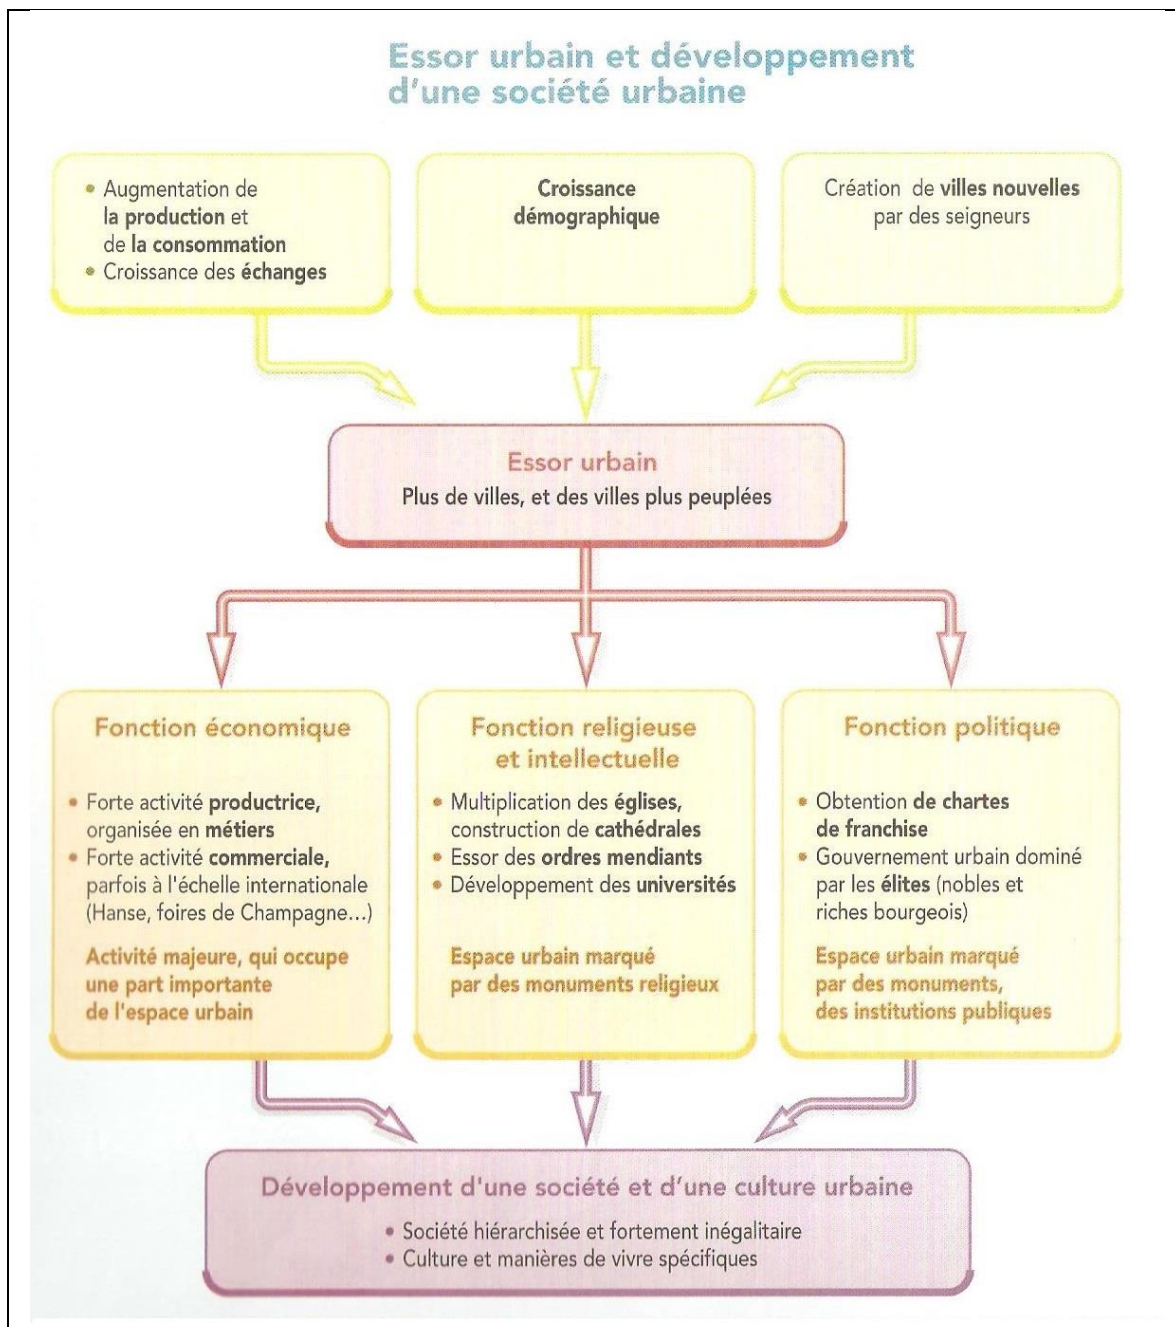 Essor urbain et développement
d'une société urbaine
• Augmentation de
la production et
de la consommation
• Croissance des échanges
Croissance
démographique
Création de villes nouvelles
par des seigneurs
Essor urbain
Plus de villes, et des villes plus peuplées
Fonction économique
• Forte activité productrice,
organisée en métiers
• Forte activité commerciale,
parfois à l'échelle internationale
(Hanse, foires de Champagne...)
Activité majeure, qui occupe
une part importante
de l'espace urbain
Fonction religieuse
et intellectuelle
• Multiplication des églises,
construction de cathédrales
• Essor des ordres mendiants
• Développement des universités
Espace urbain marqué
par des monuments religieux
Fonction politique
• Obtention de chartes
de franchise
• Gouvernement urbain dominé
par les élites (nobles et
riches bourgeois)
Espace urbain marqué
par des monuments,
des institutions publiques
Développement d'une société et d'une culture urbaine
• Société hiérarchisée et fortement inégalitaire
• Culture et manières de vivre spécifiques